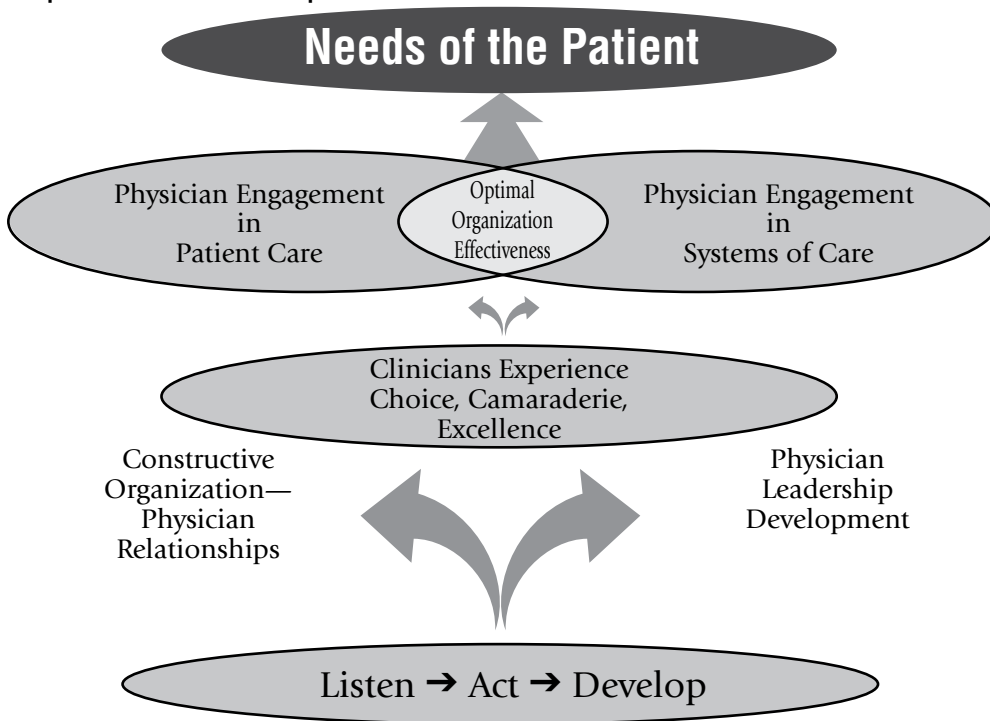 Needs of the Patient
Physician Engagement
in
Patient Care
Optimal
Organization
Effectiveness
Physician Engagement
in
Systems of Care
Clinicians Experience
Choice, Camaraderie,
Excellence
Constructive
Organization—
Physician
Relationships
Physician
Leadership
Development
Listen ➔ Act ➔ Develop